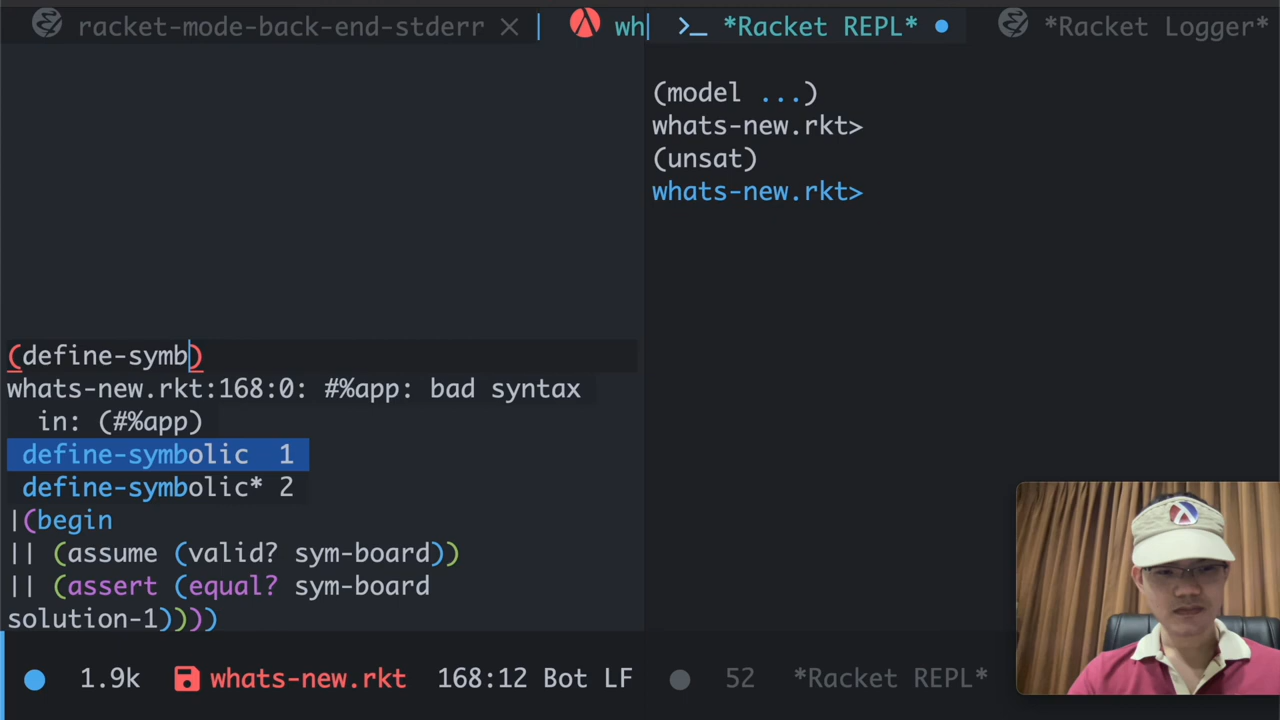 racket-mode-back-end-stderr ×
wh
>_ *Racket REPL*
*Racket Logger*
(model ...)
whats-new.rkt>
(unsat)
whats-new.rkt>
(define-symb)
whats-new.rkt:168:0: #%app: bad syntax
in: (#%app)
define-symbolic 1
define-symbolic* 2
|(begin
|| (assume (valid? sym-board))
|| (assert (equal? sym-board
solution-1))))
1.9k whats-new.rkt 168:12 Bot LF
52 *Racket REPL*